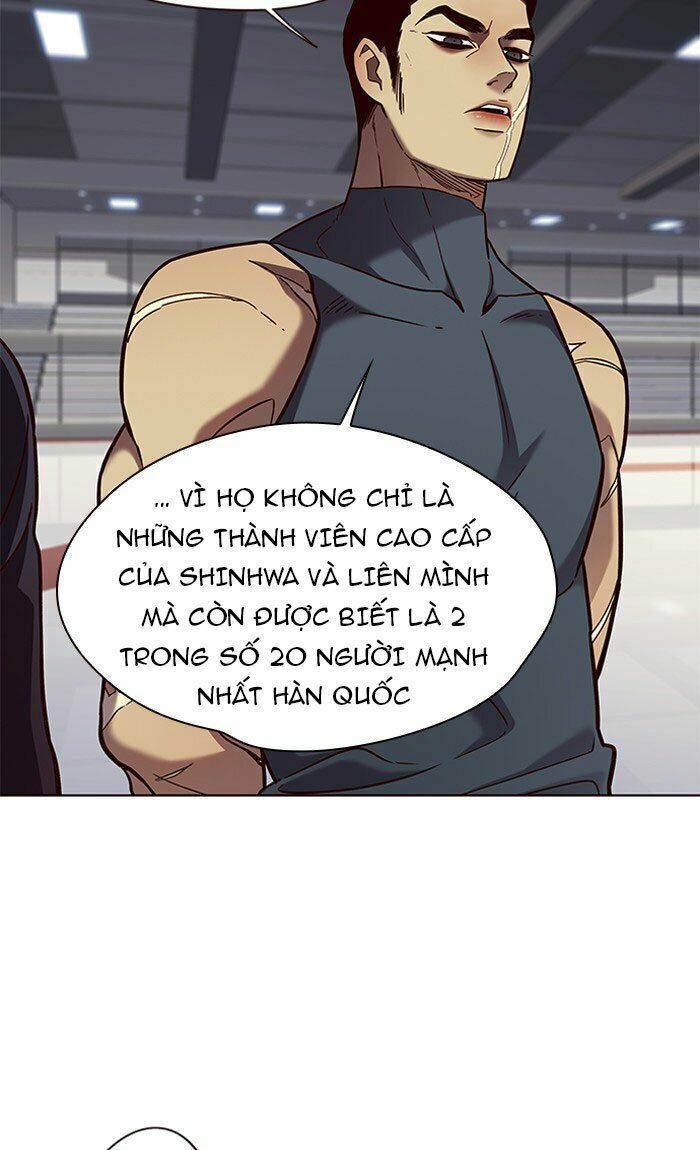 ... VÌ HỌ KHÔNG CHỈ LÀ
NHỮNG THÀNH VIÊN CAO CẤP
CỦA SHINHWA VÀ LIÊN MÌNH
MÀ CÒN ĐƯỢC BIẾT LÀ 2
TRONG SỐ 20 NGƯỜI MẠNH
NHẤT HÀN QUỐC